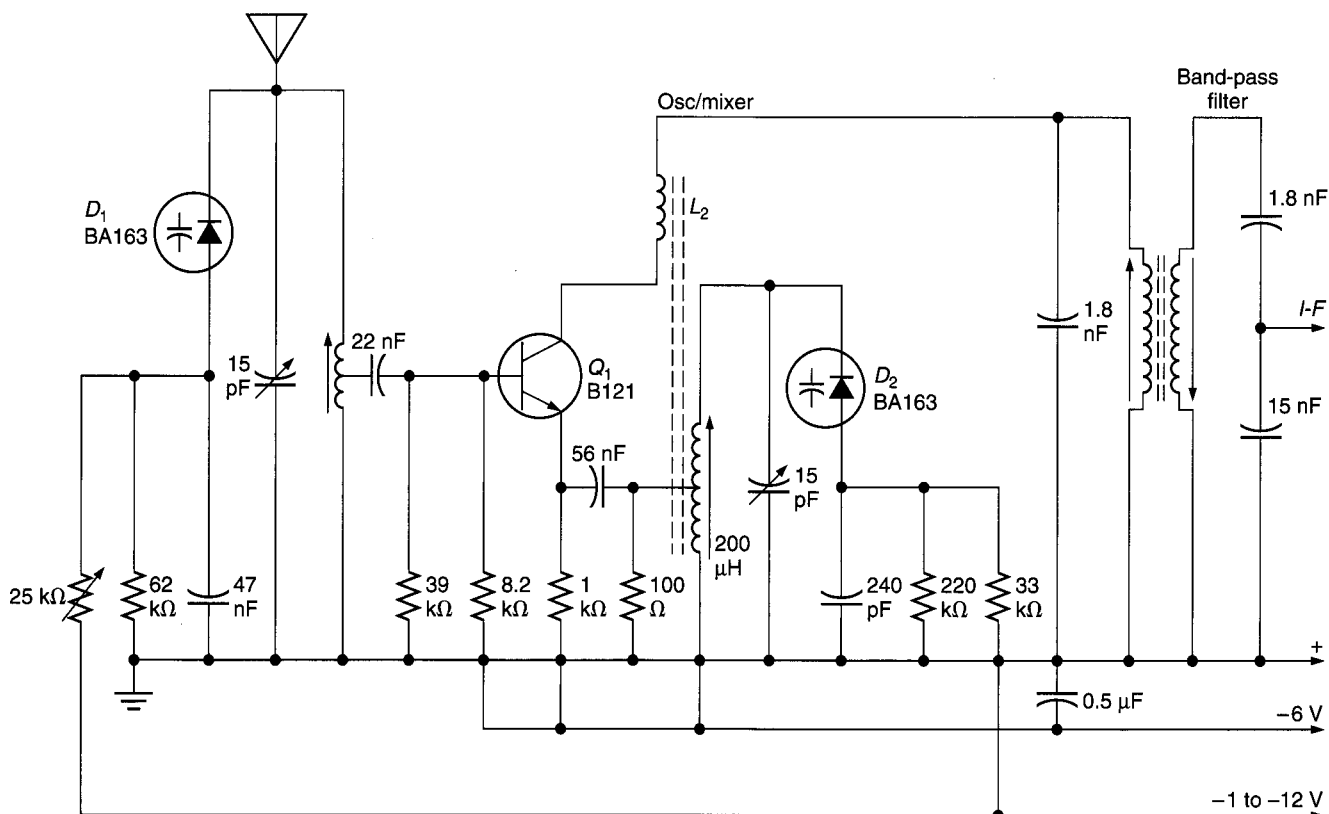 Osc/mixer
Band-pass
filter
D1
BA163
L2
1.8 nF
15
pF
22 nF
Q1
B121
D2
BA163
1.8
nF
I-F
15 nF
56 nF
15
pF
200
μH
25 kΩ
62
kΩ
47
nF
39
kΩ
8.2
kΩ
1
kΩ
100
Ω
240
pF
220
kΩ
33
kΩ
+
0.5 μF
−6 V
−1 to −12 V